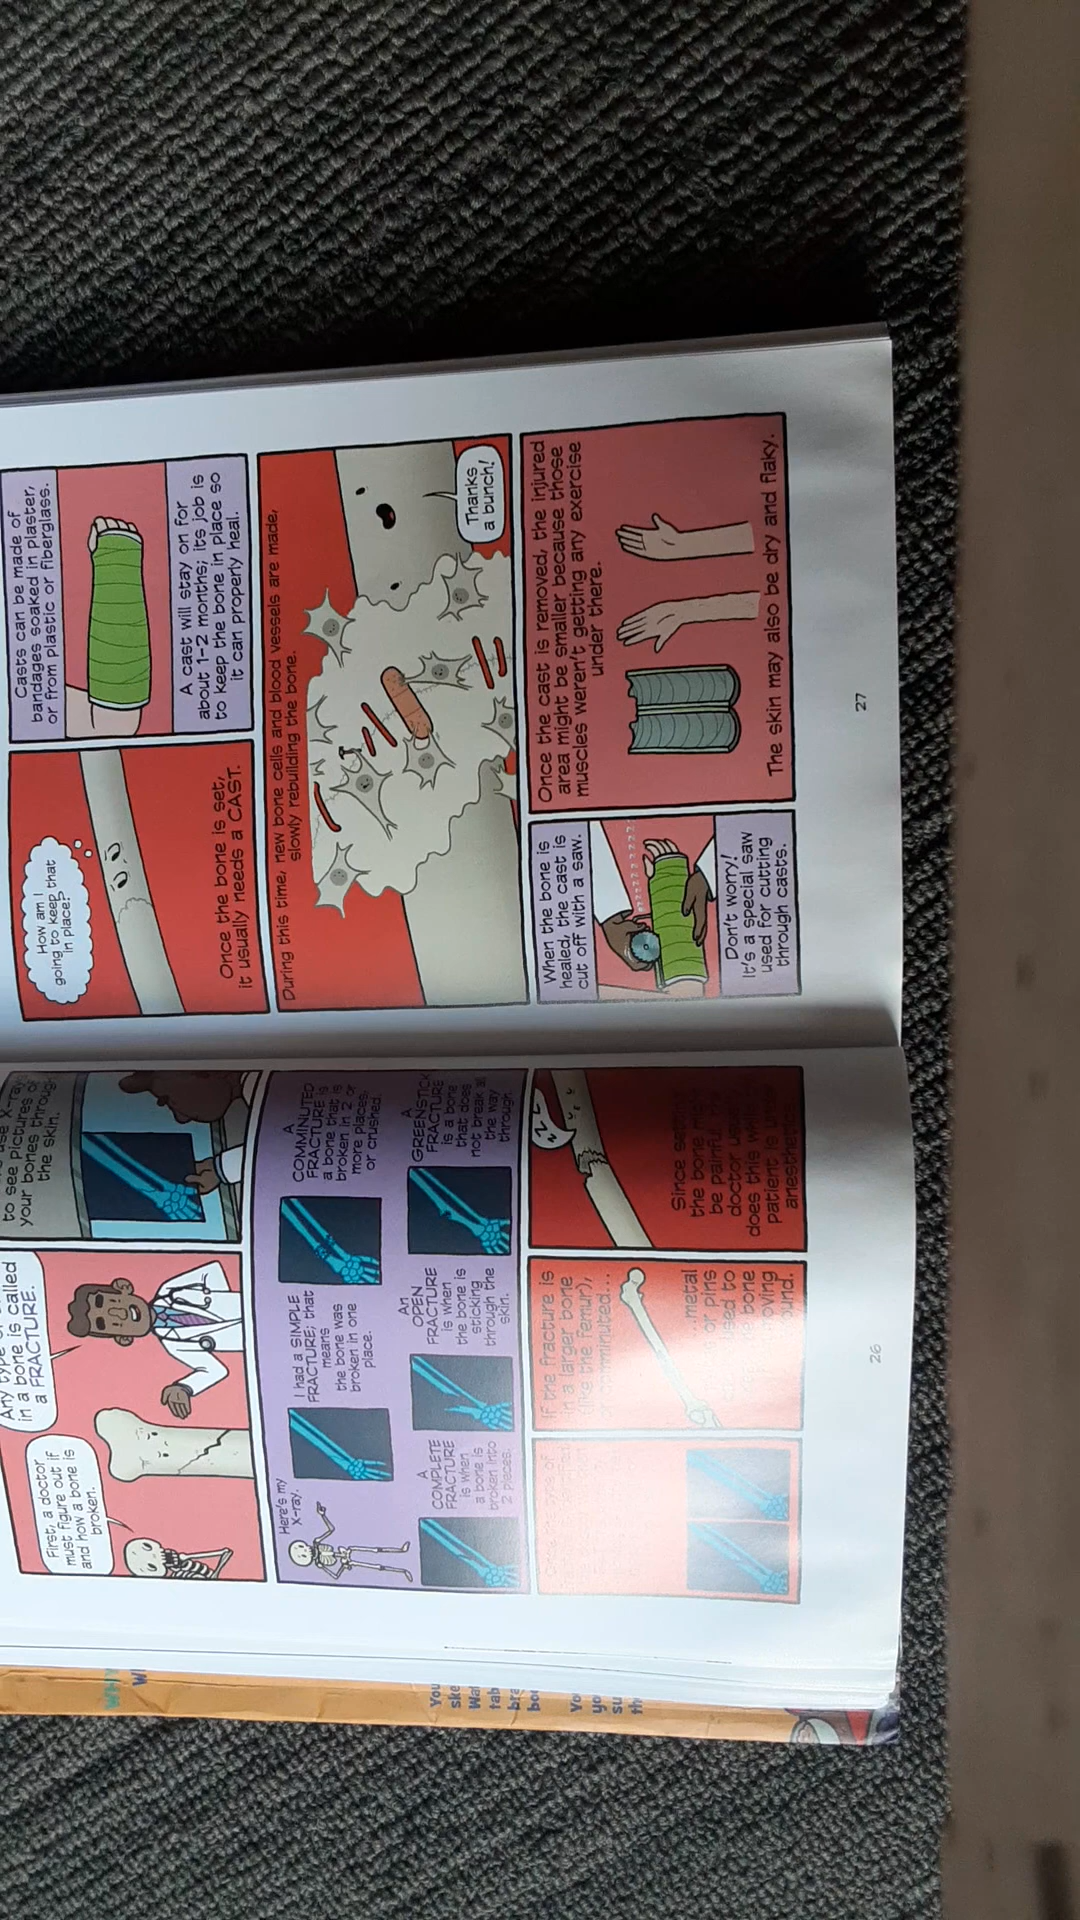 Any
in a bone is called
a FRACTURE.
First, a doctor
must figure out if
and how a bone is
broken.
to see pictures of
your bones through
the skin.
Here's my
X-ray.
I had a SIMPLE
FRACTURE; that
means
the bone was
broken in one
place.
A
COMMINUTED
FRACTURE is
a bone that is
broken in 2 or
more places,
or crushed.
A
COMPLETE
FRACTURE
is when
a bone is
broken into
2 pieces.
An
OPEN
FRACTURE
is when
the bone is
sticking
through the
skin.
A
GREENSTICK
FRACTURE
is a bone
that does
not break all
the way
through.
If the fracture is
in a larger bone
(like the femur),
or comminuted...
...metal
or pins
used to
bone
moving
around.
Since setting
the bone might
be painful, the
doctor usually
does this while
patient is under
anesthesia.
26
How am I
going to keep that
in place?
Once the bone is set,
it usually needs a CAST.
Casts can be made of
bandages soaked in plaster,
or from plastic or fiberglass.
A cast will stay on for
about 1-2 months; its job is
to keep the bone in place so
it can properly heal.
During this time, new bone cells and blood vessels are made,
slowly rebuilding the bone.
Thanks
a bunch!
When the bone is
healed, the cast is
cut off with a saw.
Don't worry!
It's a special saw
used for cutting
through casts.
Once the cast is removed, the injured
area might be smaller because those
muscles weren't getting any exercise
under there.
The skin may also be dry and flaky.
27